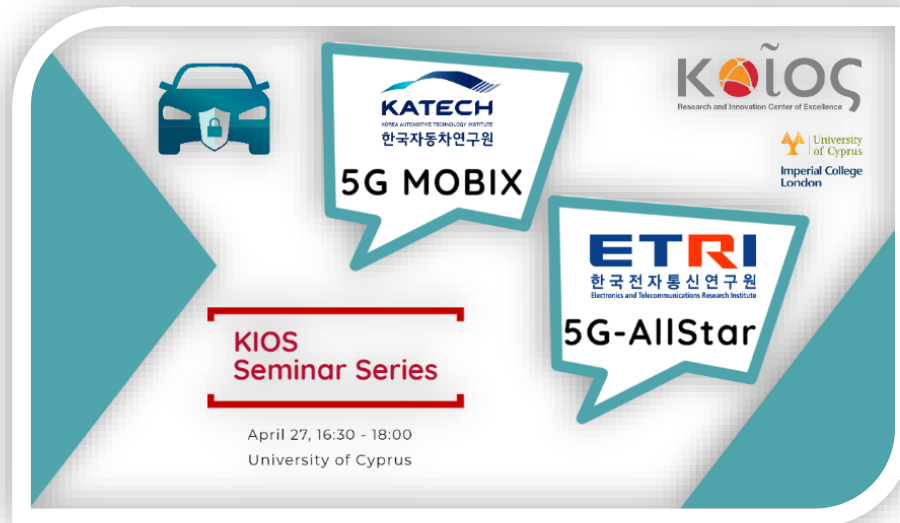 KATECH
KOREA AUTOMOTIVE TECHNOLOGY INSTITUTE
한국자동차연구원
5G MOBIX
κοῖος
Research and Innovation Center of Excellence
University
of Cyprus
Imperial College
London
ETRI
한국전자통신연구원
Electronics and Telecommunications Research Institute
5G-AllStar
KIOS
Seminar Series
April 27, 16:30 - 18:00
University of Cyprus